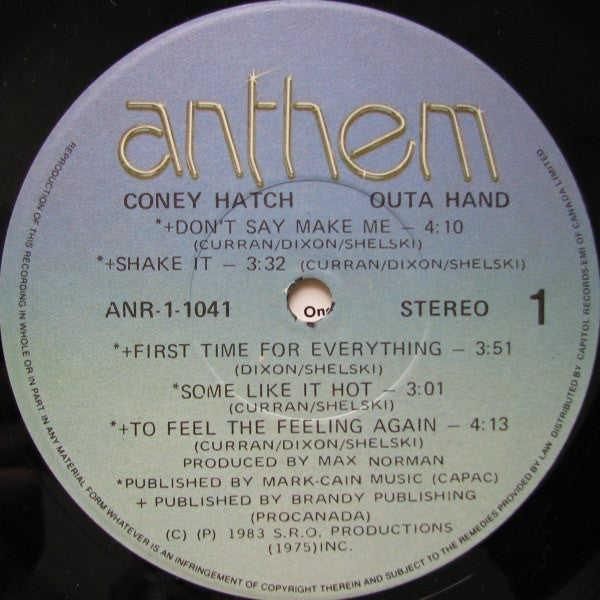 anthem
CONEY HATCH OUTA HAND
*+DON'T SAY MAKE ME – 4:10
(CURRAN/DIXON/SHELSKI)
*+SHAKE IT – 3:32 (CURRAN/DIXON/SHELSKI)
ANR-1-1041 STEREO 1
One
*+FIRST TIME FOR EVERYTHING – 3:51
(DIXON/SHELSKI)
*SOME LIKE IT HOT – 3:01
(CURRAN/SHELSKI)
*+TO FEEL THE FEELING AGAIN – 4:13
(CURRAN/DIXON/SHELSKI)
PRODUCED BY MAX NORMAN
*PUBLISHED BY MARK-CAIN MUSIC (CAPAC)
+ PUBLISHED BY BRANDY PUBLISHING
(PROCANADA)
(C) (P) 1983 S.R.O. PRODUCTIONS
(1975)INC.
REPRODUCTION OF THIS RECORDING IN WHOLE OR IN PART IN ANY MATERIAL FORM WHATEVER IS AN INFRINGEMENT OF COPYRIGHT THEREIN AND SUBJECT TO THE REMEDIES PROVIDED BY LAW DISTRIBUTED BY CAPITOL RECORDS EMI OF CANADA LIMITED